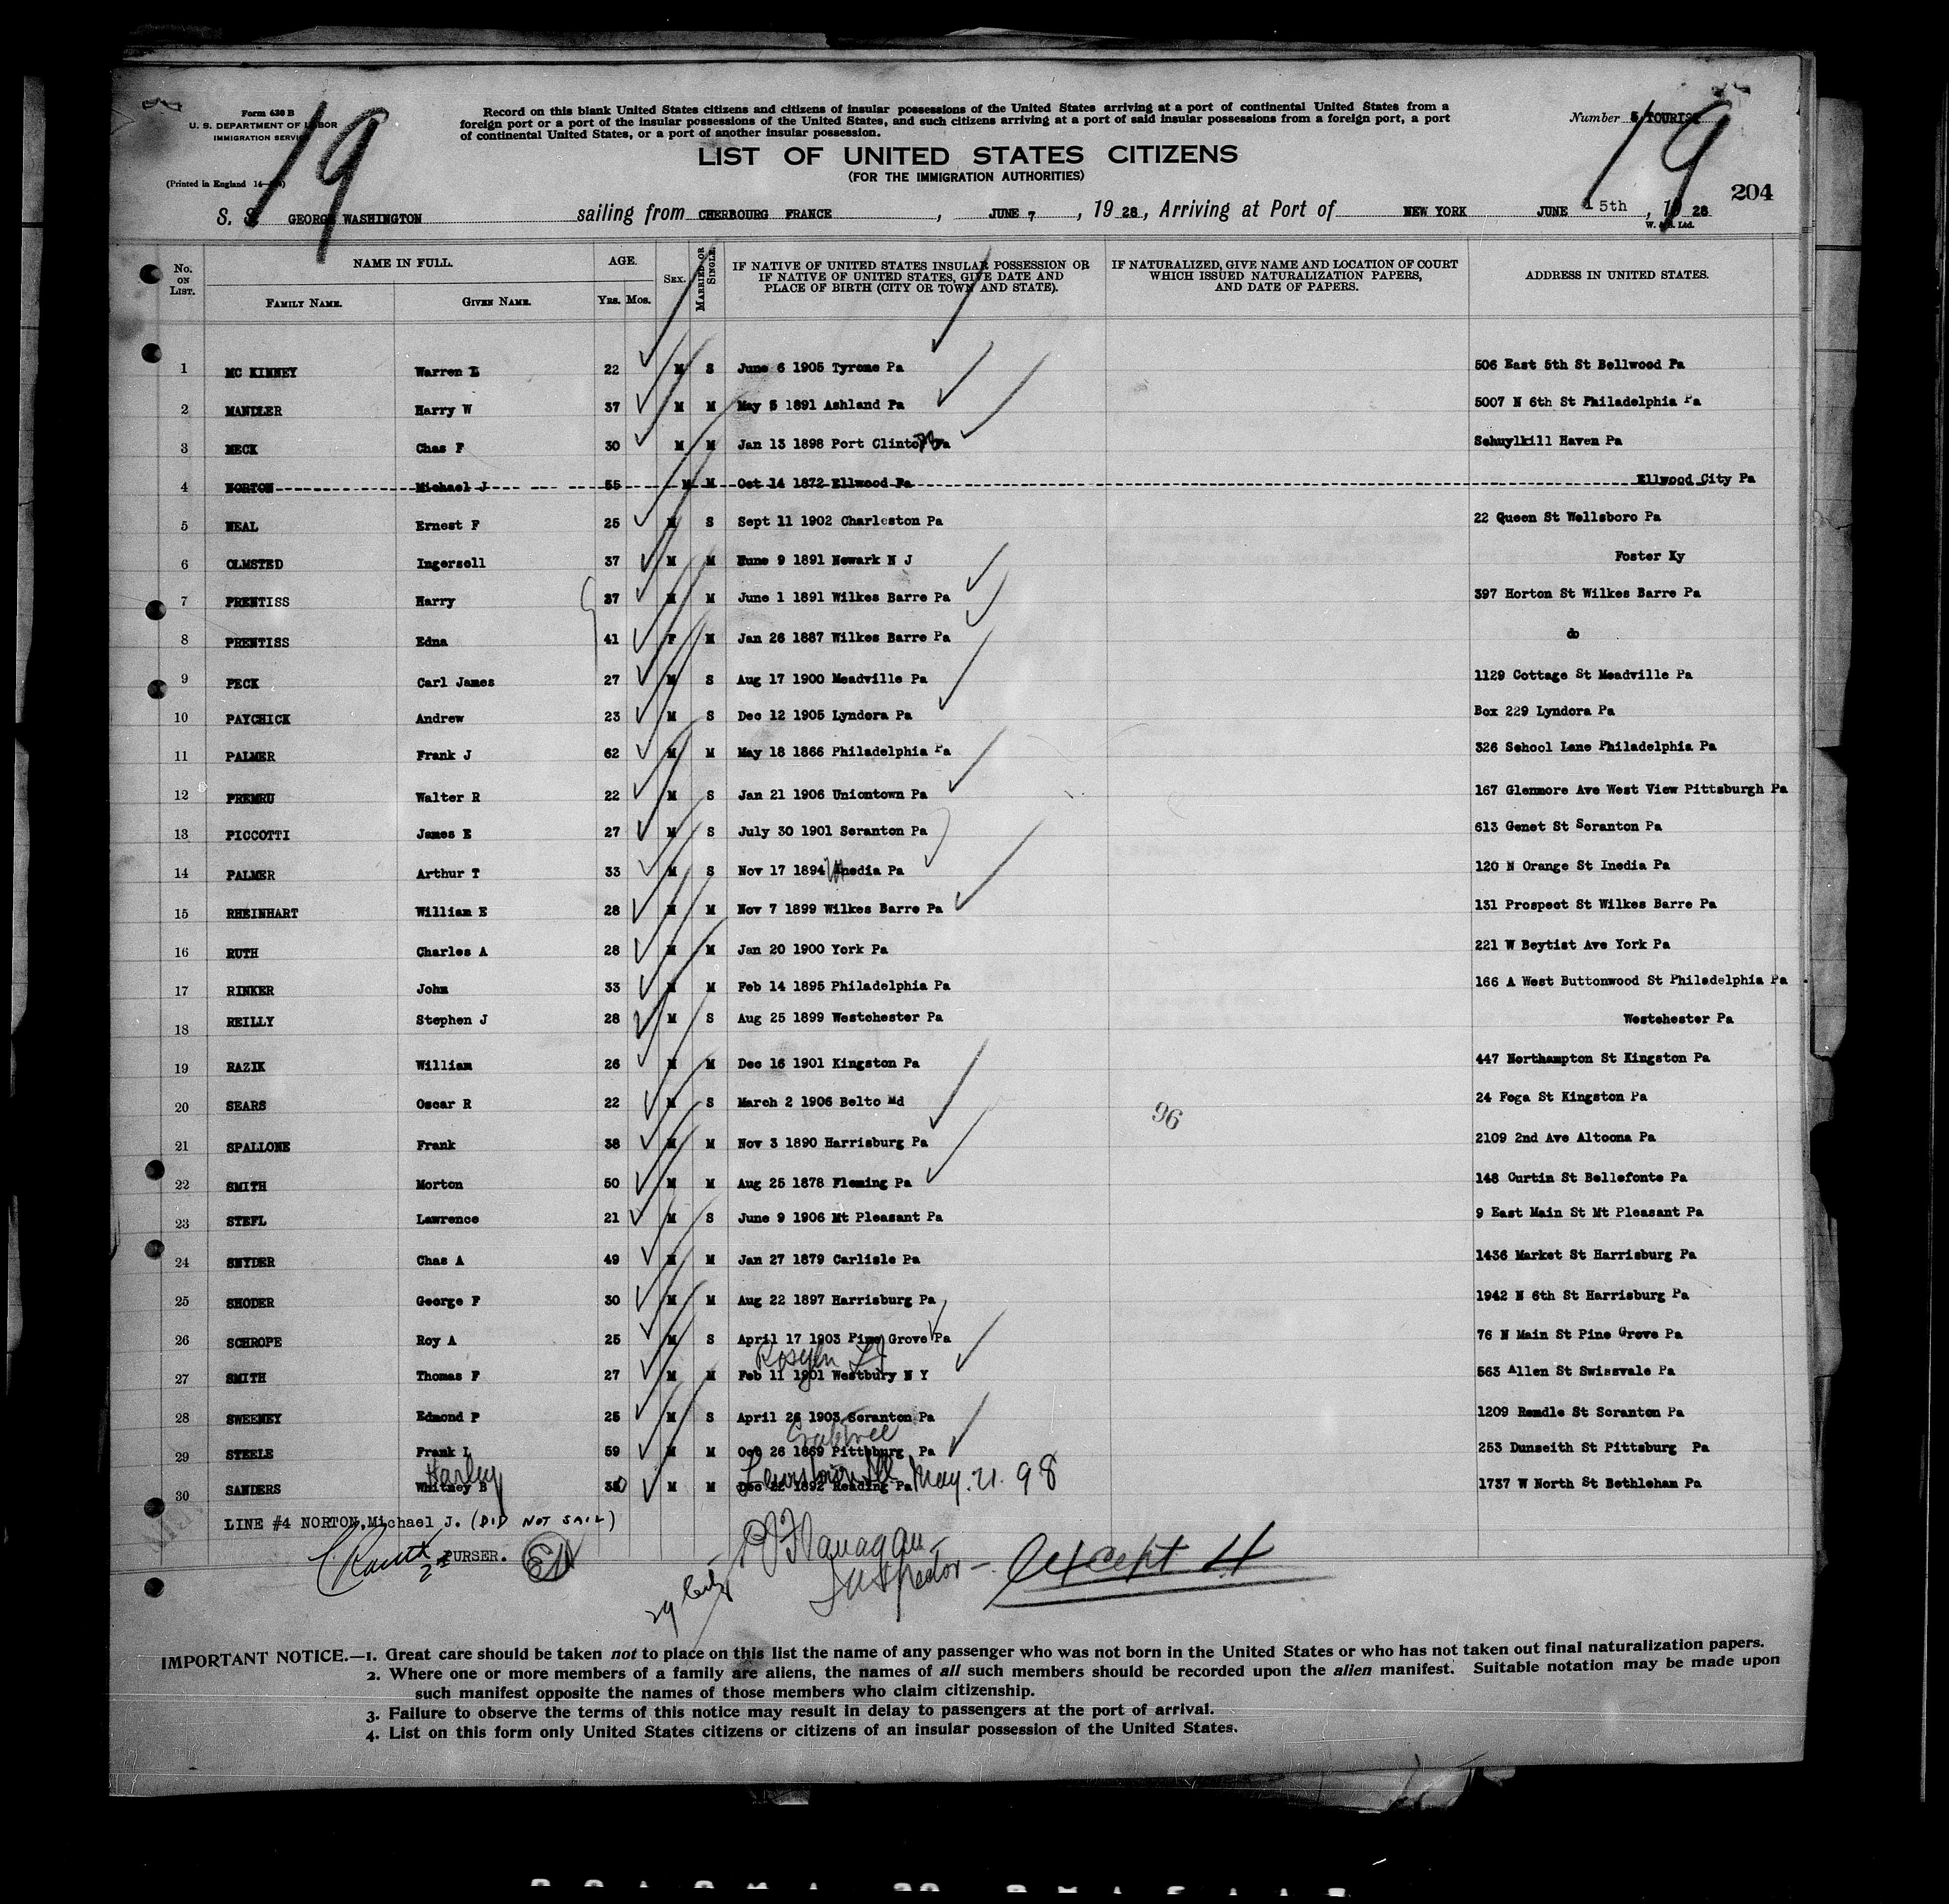 Form 630 B
U. S. DEPARTMENT OF LABOR
IMMIGRATION SERVICE
(Printed in England
19
Record on this blank United States citizens and citizens of insular possessions of the United States arriving at a port of continental United States from a
foreign port or a port of the insular possessions of the United States, and such citizens arriving at a port of said insular possessions from a foreign port, a port
of continental United States, or a port of another insular possession.
Number 5 TOURIST
19
LIST OF UNITED STATES CITIZENS
(FOR THE IMMIGRATION AUTHORITIES)
204
S. S. GEORGE WASHINGTON sailing from CHERBOURG FRANCE, JUNE 7, 1928, Arriving at Port of NEW YORK JUNE 15th, 1928
W. & S. Ltd.
No. ON LIST. NAME IN FULL. AGE. SEX. MARRIED OR SINGLE. IF NATIVE OF UNITED STATES INSULAR POSSESSION OR IF NATIVE OF UNITED STATES, GIVE DATE AND PLACE OF BIRTH (CITY OR TOWN AND STATE). IF NATURALIZED, GIVE NAME AND LOCATION OF COURT WHICH ISSUED NATURALIZATION PAPERS, AND DATE OF PAPERS. ADDRESS IN UNITED STATES.
FAMILY NAME. GIVEN NAME. Yrs. Mos.
1 MC KINNEY Warren L 22 M S June 6 1905 Tyrone Pa 506 East 5th St Bellwood Pa
2 MANDLER Harry W 37 M M May 5 1891 Ashland Pa 5007 N 6th St Philadelphia Pa
3 MECK Chas F 30 M M Jan 13 1898 Port Clinton Pa Schuylkill Haven Pa
4 NORTON Michael J 55 M M Oct 14 1872 Ellwood Pa Ellwood City Pa
5 NEAL Ernest F 25 M S Sept 11 1902 Charleston Pa 22 Queen St Wellsboro Pa
6 OLMSTED Ingersell 37 M M June 9 1891 Newark N J Foster Ky
7 PRENTISS Harry 37 M M June 1 1891 Wilkes Barre Pa 397 Horton St Wilkes Barre Pa
8 PRENTISS Edna 41 F M Jan 26 1887 Wilkes Barre Pa do
9 PECK Carl James 27 M S Aug 17 1900 Meadville Pa 1129 Cottage St Meadville Pa
10 PAYCHICK Andrew 23 M S Dec 12 1905 Lyndora Pa Box 229 Lyndora Pa
11 PALMER Frank J 62 M M May 18 1866 Philadelphia Pa 326 School Lane Philadelphia Pa
12 PREMRU Walter R 22 M S Jan 21 1906 Uniontown Pa 167 Glenmore Ave West View Pittsburgh Pa
13 PICCOTTI James E 27 M S July 30 1901 Scranton Pa 613 Genet St Scranton Pa
14 PALMER Arthur T 33 M S Nov 17 1894 Inedia Pa 120 N Orange St Inedia Pa
15 RHEINHART William E 28 M M Nov 7 1899 Wilkes Barre Pa 131 Prospect St Wilkes Barre Pa
16 RUTH Charles A 28 M M Jan 20 1900 York Pa 221 W Beytist Ave York Pa
17 RINKER John 33 M M Feb 14 1895 Philadelphia Pa 166 A West Buttonwood St Philadelphia Pa
18 REILLY Stephen J 28 M S Aug 25 1899 Westchester Pa Westchester Pa
19 RAZIK William 26 M M Dec 16 1901 Kingston Pa 447 Northampton St Kingston Pa
20 SEARS Oscar R 22 M S March 2 1906 Belto Md 24 Foga St Kingston Pa
96
21 SPALLONE Frank 38 M M Nov 3 1890 Harrisburg Pa 2109 2nd Ave Altoona Pa
22 SMITH Morton 50 M M Aug 25 1878 Fleming Pa 148 Curtin St Bellefonte Pa
23 STEFL Lawrence 21 M S June 9 1906 Mt Pleasant Pa 9 East Main St Mt Pleasant Pa
24 SNYDER Chas A 49 M M Jan 27 1879 Carlisle Pa 1436 Market St Harrisburg Pa
25 SHODER George F 30 M M Aug 22 1897 Harrisburg Pa 1942 N 6th St Harrisburg Pa
26 SCHROPE Roy A 25 M S April 17 1903 Pine Grove Pa 76 N Main St Pine Grove Pa
Roslyn LI
27 SMITH Thomas F 27 M M Feb 11 1901 Westbury N Y 563 Allen St Swissvale Pa
28 SWEENEY Edmond P 25 M S April 26 1903 Scranton Pa 1209 Remdle St Scranton Pa
Crabtree
29 STEELE Frank L 59 M M Oct 26 1869 Pittsburg Pa 253 Dunseith St Pittsburg Pa
Harley Lewistown May. 21. 98
30 SANDERS Whitney B M M Dec 22 1892 Reading Pa 1737 W North St Bethleham Pa
LINE #4 NORTON, Michael J. (DID NOT SAIL)
PURSER.
Flanagan
Inspector - except 4
IMPORTANT NOTICE.—1. Great care should be taken not to place on this list the name of any passenger who was not born in the United States or who has not taken out final naturalization papers.
2. Where one or more members of a family are aliens, the names of all such members should be recorded upon the alien manifest. Suitable notation may be made upon
such manifest opposite the names of those members who claim citizenship.
3. Failure to observe the terms of this notice may result in delay to passengers at the port of arrival.
4. List on this form only United States citizens or citizens of an insular possession of the United States.